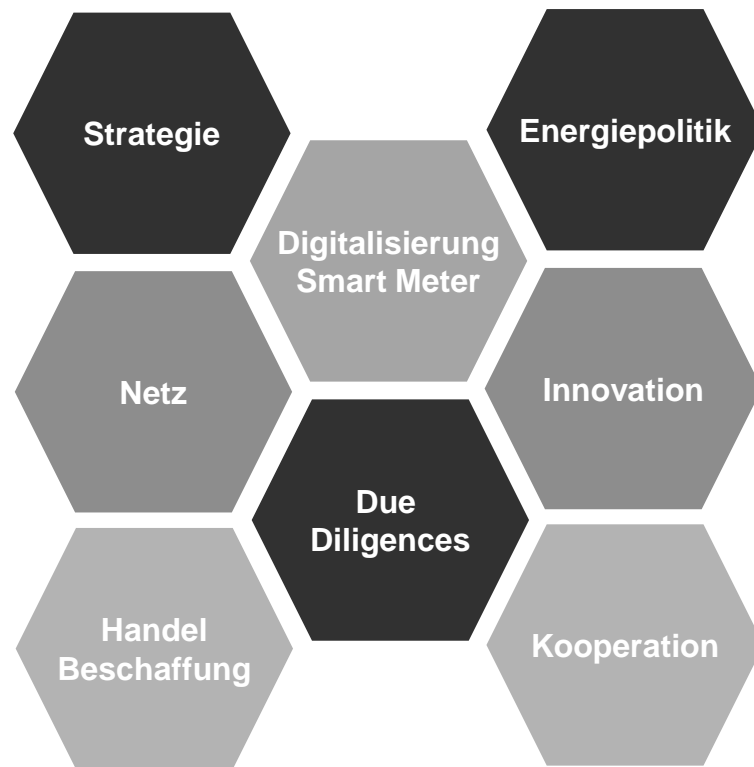 Strategie
Energiepolitik
Digitalisierung
Smart Meter
Netz
Innovation
Due
Diligences
Handel
Beschaffung
Kooperation